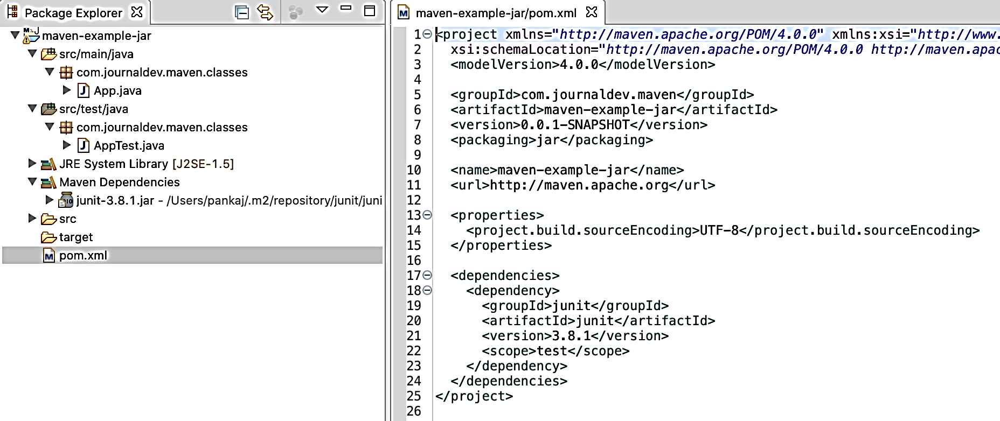 Package Explorer
maven-example-jar
src/main/java
com.journaldev.maven.classes
App.java
src/test/java
com.journaldev.maven.classes
AppTest.java
JRE System Library [J2SE-1.5]
Maven Dependencies
junit-3.8.1.jar - /Users/pankaj/.m2/repository/junit/juni
src
target
pom.xml
maven-example-jar/pom.xml
1 <project xmlns="http://maven.apache.org/POM/4.0.0" xmlns:xsi="http://www.
2 xsi:schemaLocation="http://maven.apache.org/POM/4.0.0 http://maven.apac
3 <modelVersion>4.0.0</modelVersion>
4
5 <groupId>com.journaldev.maven</groupId>
6 <artifactId>maven-example-jar</artifactId>
7 <version>0.0.1-SNAPSHOT</version>
8 <packaging>jar</packaging>
9
10 <name>maven-example-jar</name>
11 <url>http://maven.apache.org</url>
12
13 <properties>
14 <project.build.sourceEncoding>UTF-8</project.build.sourceEncoding>
15 </properties>
16
17 <dependencies>
18 <dependency>
19 <groupId>junit</groupId>
20 <artifactId>junit</artifactId>
21 <version>3.8.1</version>
22 <scope>test</scope>
23 </dependency>
24 </dependencies>
25 </project>
26